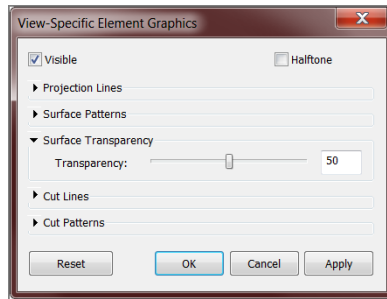 View-Specific Element Graphics
Visible Halftone
Projection Lines
Surface Patterns
Surface Transparency
Transparency: 50
Cut Lines
Cut Patterns
Reset OK Cancel Apply